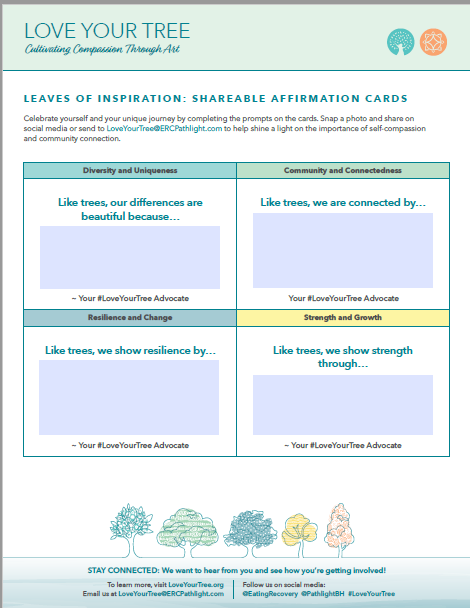 LOVE YOUR TREE
Cultivating Compassion Through Art
LEAVES OF INSPIRATION: SHAREABLE AFFIRMATION CARDS
Celebrate yourself and your unique journey by completing the prompts on the cards. Snap a photo and share on
social media or send to LoveYourTree@ERCPathlight.com to help shine a light on the importance of self-compassion
and community connection.
Diversity and Uniqueness
Like trees, our differences are
beautiful because…
~ Your #LoveYourTree Advocate
Community and Connectedness
Like trees, we are connected by…
Your #LoveYourTree Advocate
Resilience and Change
Like trees, we show resilience by…
~ Your #LoveYourTree Advocate
Strength and Growth
Like trees, we show strength
through…
~ Your #LoveYourTree Advocate
STAY CONNECTED: We want to hear from you and see how you're getting involved!
To learn more, visit LoveYourTree.org
Email us at LoveYourTree@ERCPathlight.com
Follow us on social media:
@EatingRecovery @PathlightBH #LoveYourTree